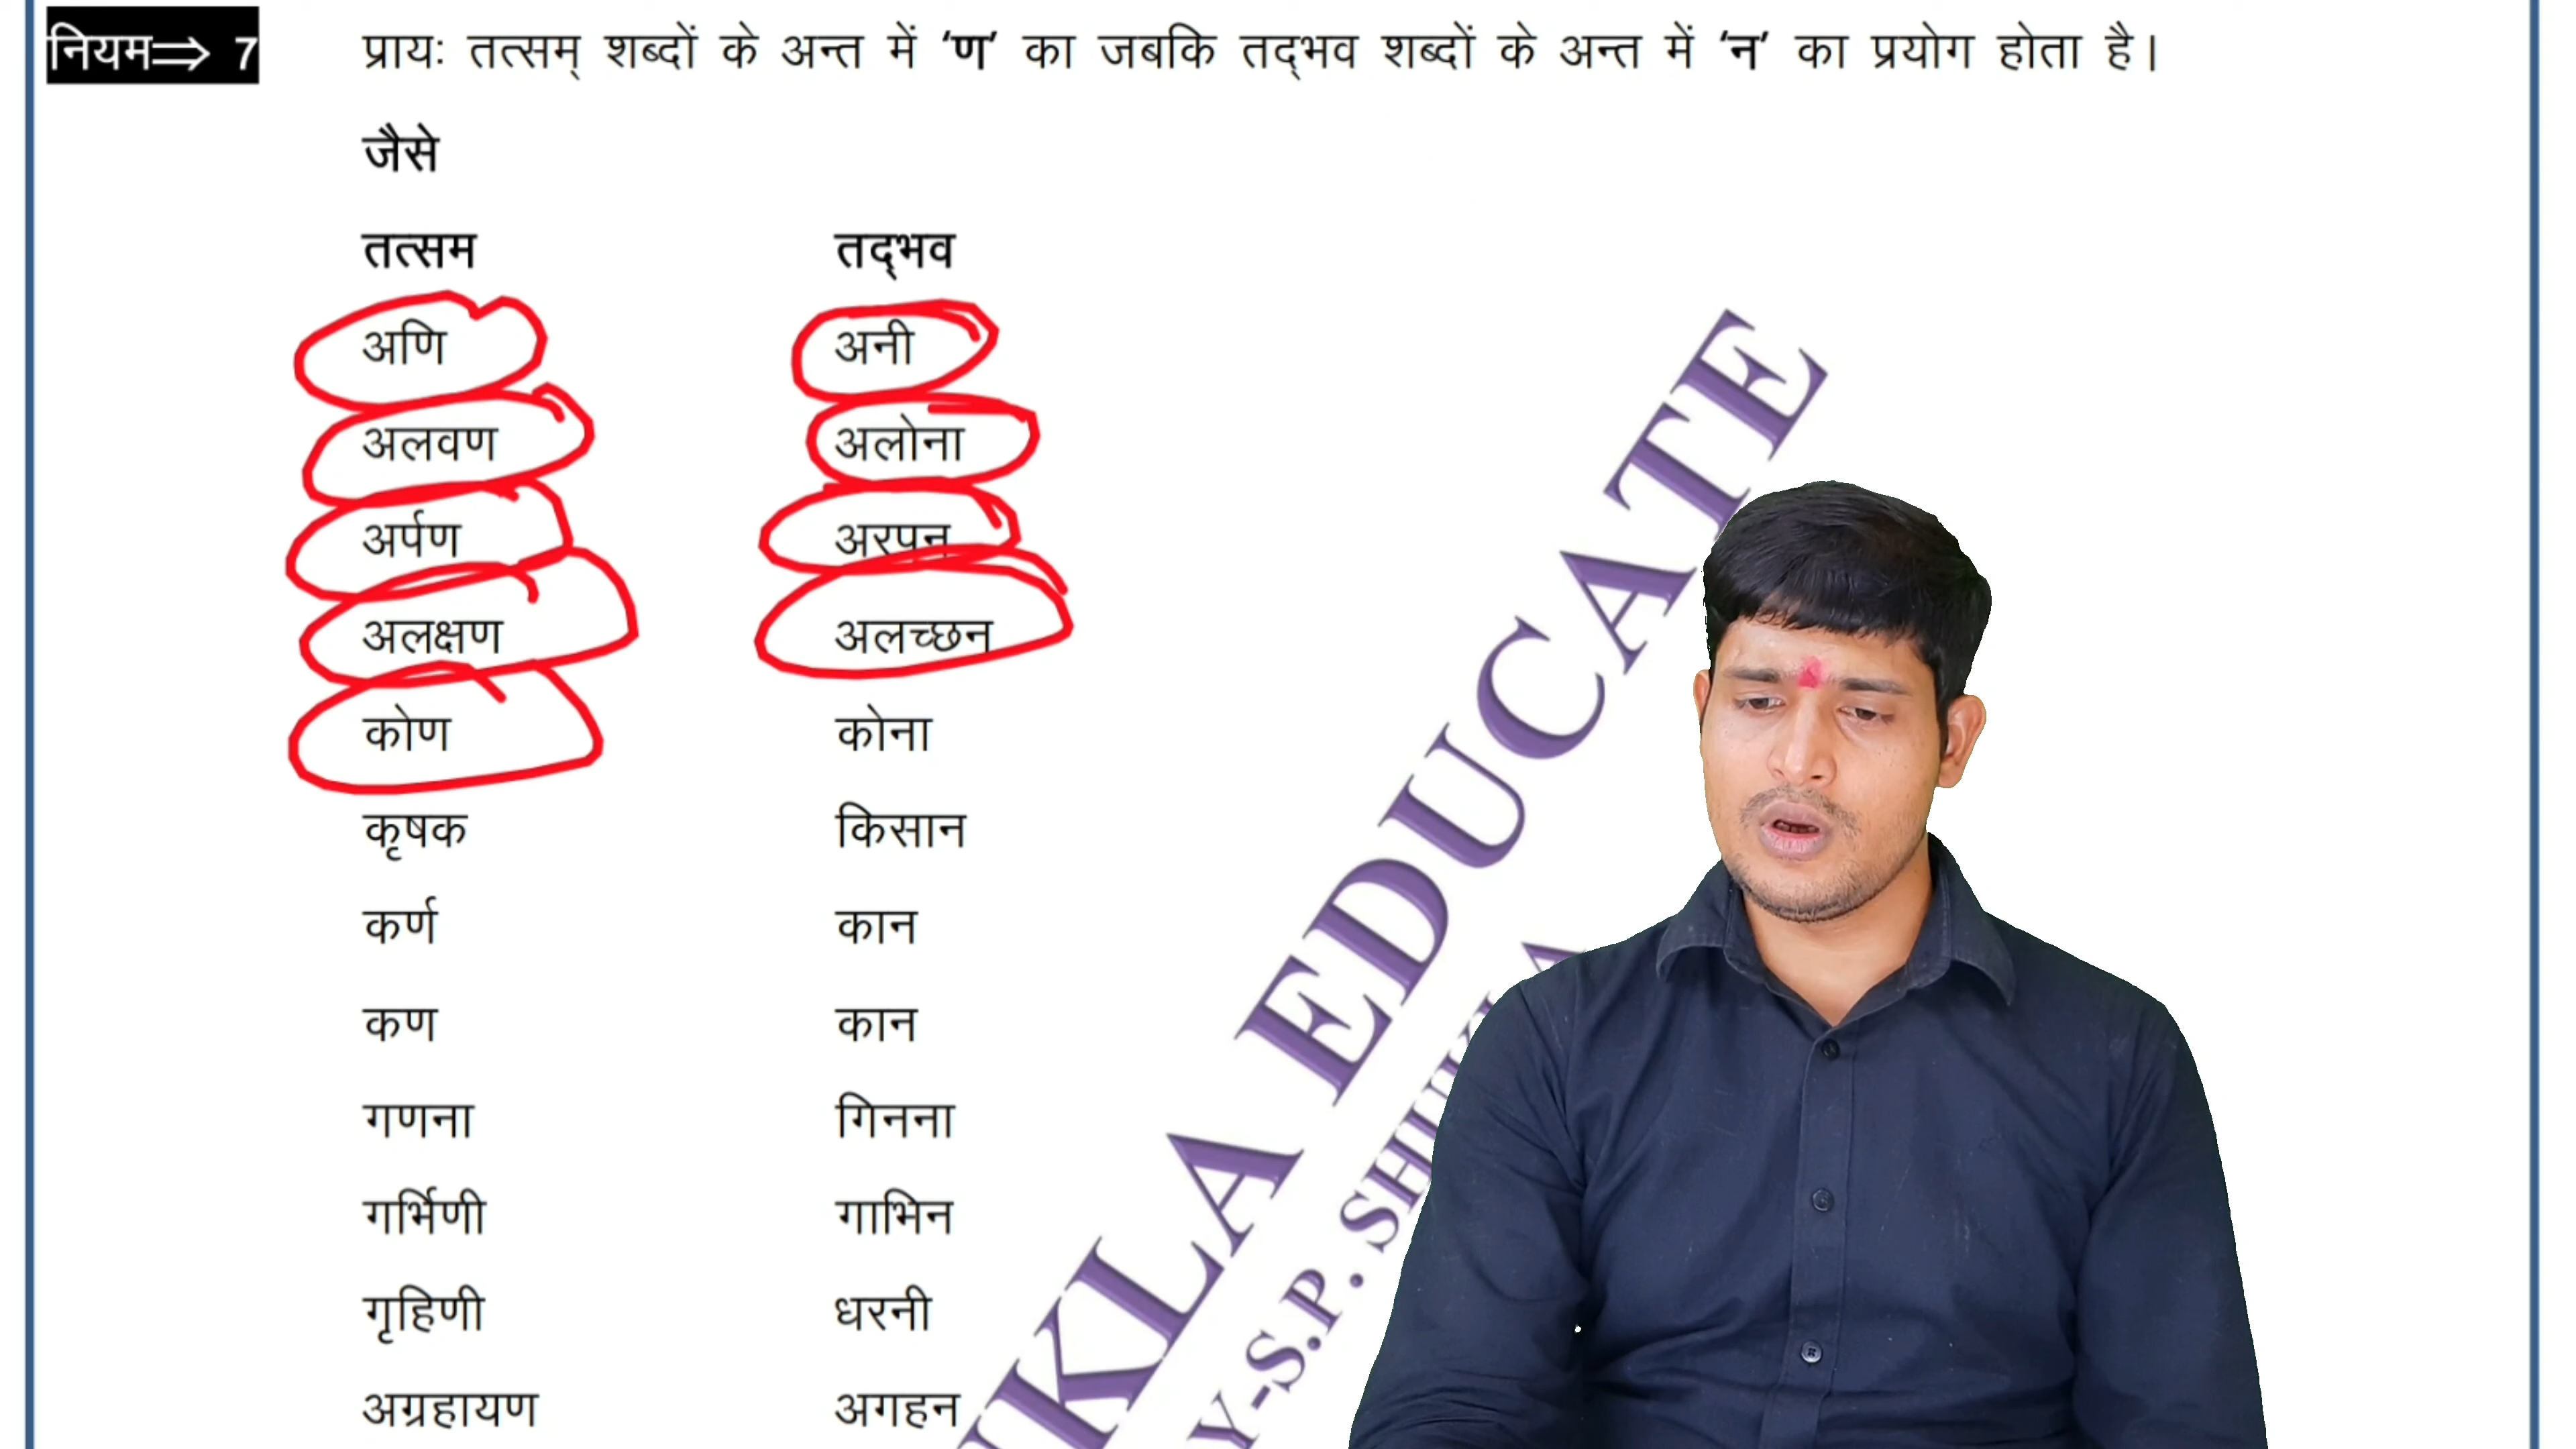 नियम⇒ 7 प्रायः तत्सम् शब्दों के अन्त में ‘ण’ का जबकि तद्भव शब्दों के अन्त में ‘न’ का प्रयोग होता है।
जैसे
तत्सम तद्भव
अणि अनी
अलवण अलोना
अर्पण अरपन
अलक्षण अलच्छन
कोण कोना
कृषक किसान
कर्ण कान
कण कान
गणना गिनना
गर्भिणी गाभिन
गृहिणी धरनी
अग्रहायण अगहन
UKLA EDUCATE
Y-S.P. SHUKLA